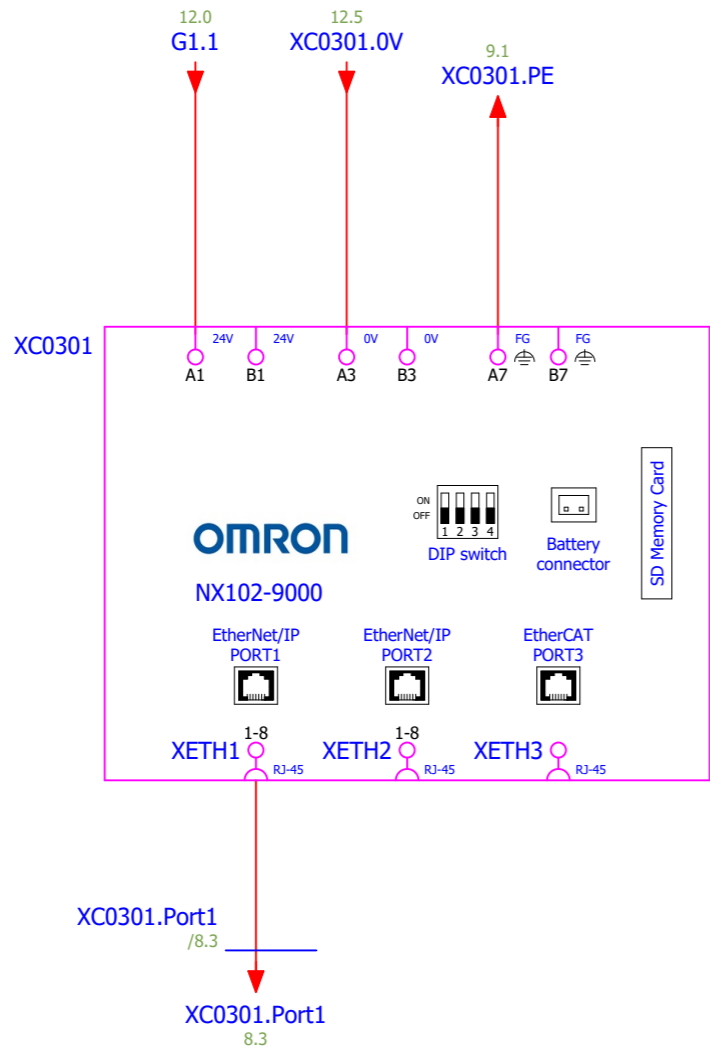 12.0
G1.1
12.5
XC0301.0V
9.1
XC0301.PE
XC0301
24V 24V 0V 0V FG FG
A1 B1 A3 B3 A7 B7
ON
OFF
1 2 3 4
DIP switch
Battery
connector
SD Memory Card
OMRON
NX102-9000
EtherNet/IP
PORT1
EtherNet/IP
PORT2
EtherCAT
PORT3
1-8
XETH1
RJ-45
1-8
XETH2
RJ-45
XETH3
RJ-45
XC0301.Port1
/8.3
XC0301.Port1
8.3